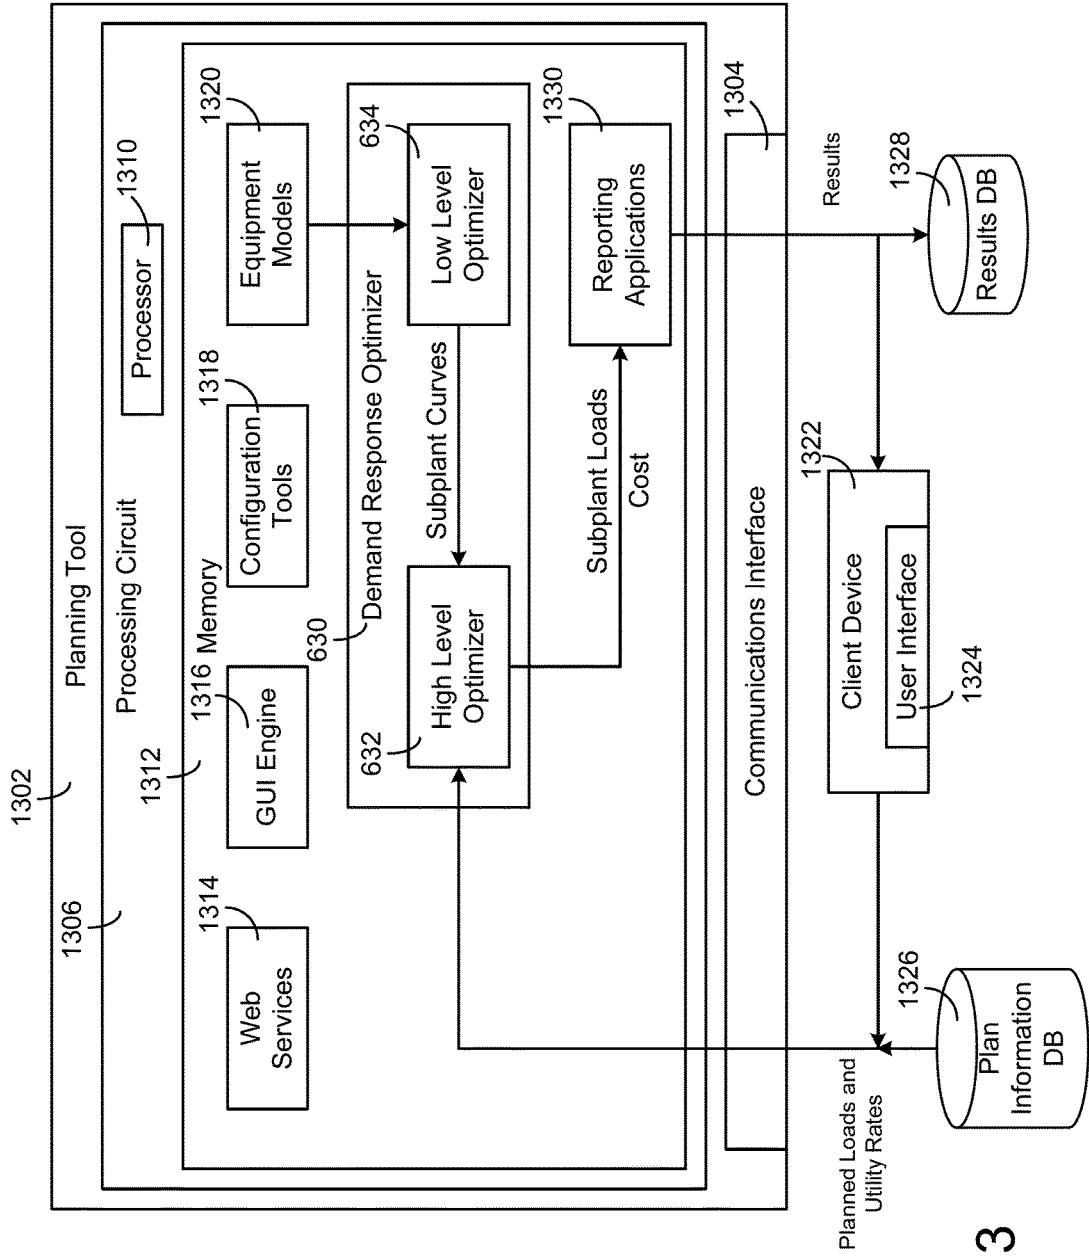 1302
Planning Tool
1306
Processing Circuit
Processor
1310
1312
Memory
Web
Services
1314
GUI Engine
1316
Configuration
Tools
1318
Equipment
Models
1320
630
Demand Response Optimizer
632
High Level
Optimizer
Subplant Curves
Low Level
Optimizer
634
Subplant Loads
Cost
Reporting
Applications
1330
Communications Interface
1304
Planned Loads and
Utility Rates
Client Device
1322
User Interface
1324
Results
Plan
Information
DB
1326
Results DB
1328
3